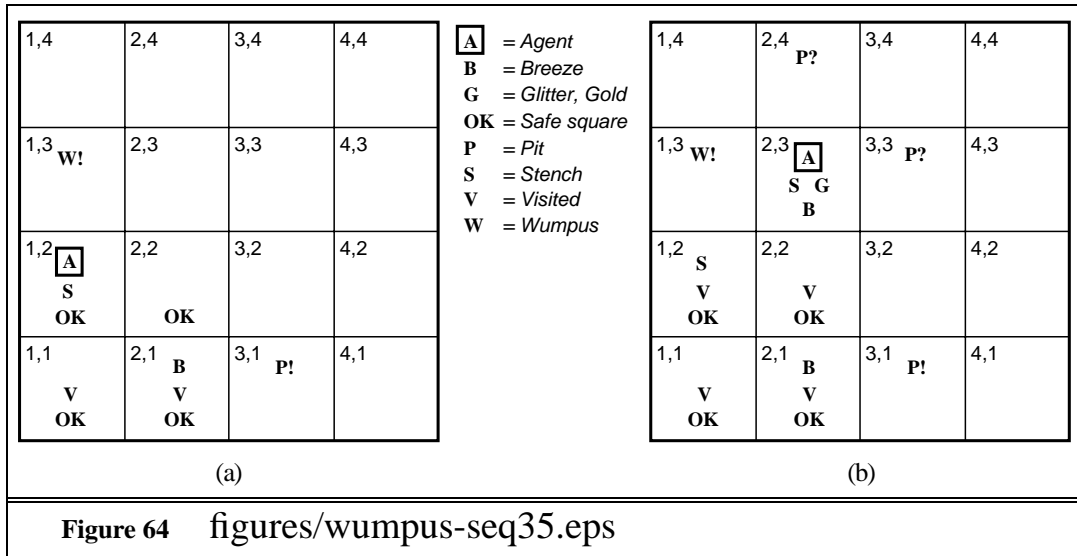 1,4 2,4 3,4 4,4
1,3 W! 2,3 3,3 4,3
1,2 A 2,2 3,2 4,2
S
OK OK
1,1 2,1 B 3,1 P! 4,1
V V
OK OK
(a)
A = Agent
B = Breeze
G = Glitter, Gold
OK = Safe square
P = Pit
S = Stench
V = Visited
W = Wumpus
1,4 2,4 P? 3,4 4,4
1,3 W! 2,3 A 3,3 P? 4,3
S G
B
1,2 S 2,2 3,2 4,2
V V
OK OK
1,1 2,1 B 3,1 P! 4,1
V V
OK OK
(b)
Figure 64 figures/wumpus-seq35.eps